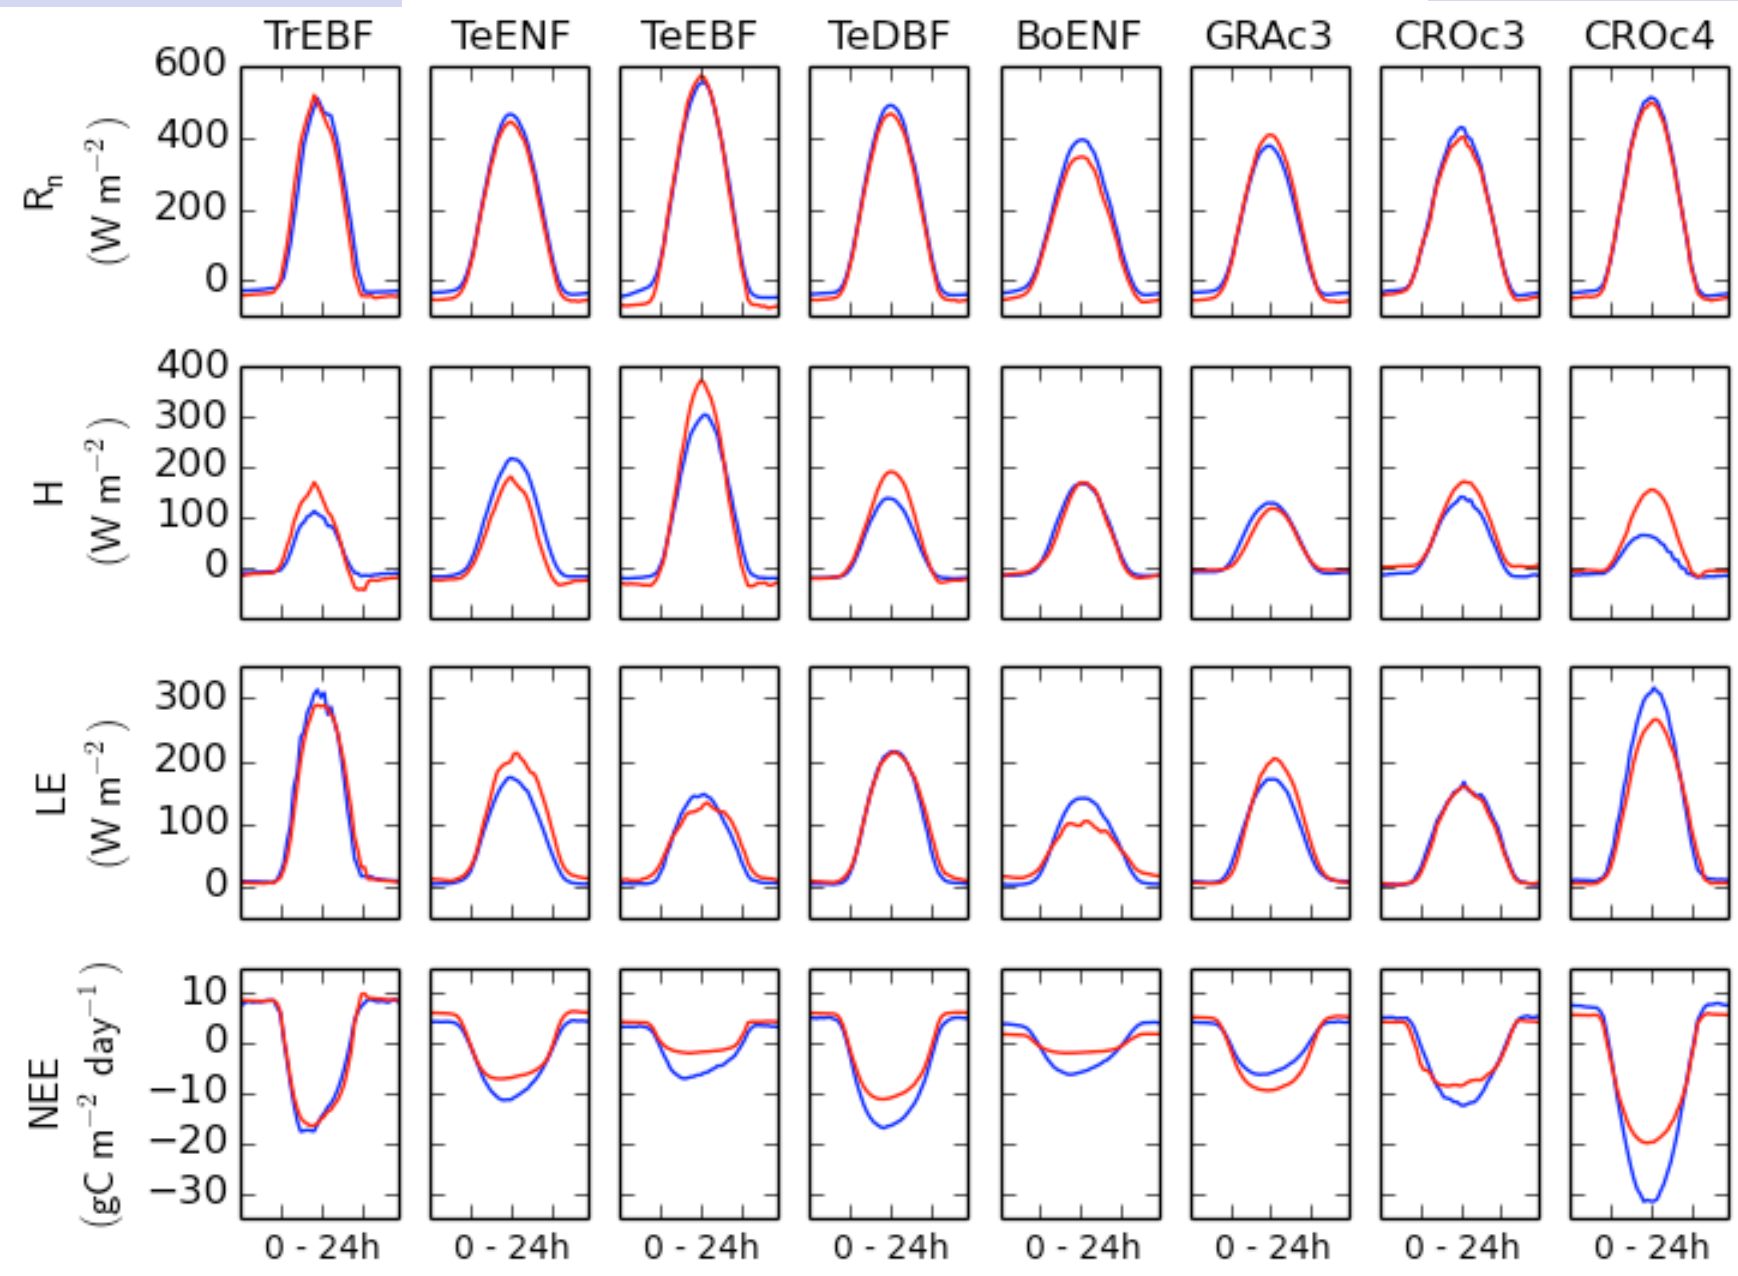 TrEBF TeENF TeEBF TeDBF BoENF GRAc3 CROc3 CROc4
R_n
(W m⁻²)
600
400
200
0
H
(W m⁻²)
400
300
200
100
0
LE
(W m⁻²)
300
200
100
0
NEE
(gC m⁻² day⁻¹)
10
0
−10
−20
−30
0 - 24h 0 - 24h 0 - 24h 0 - 24h 0 - 24h 0 - 24h 0 - 24h 0 - 24h